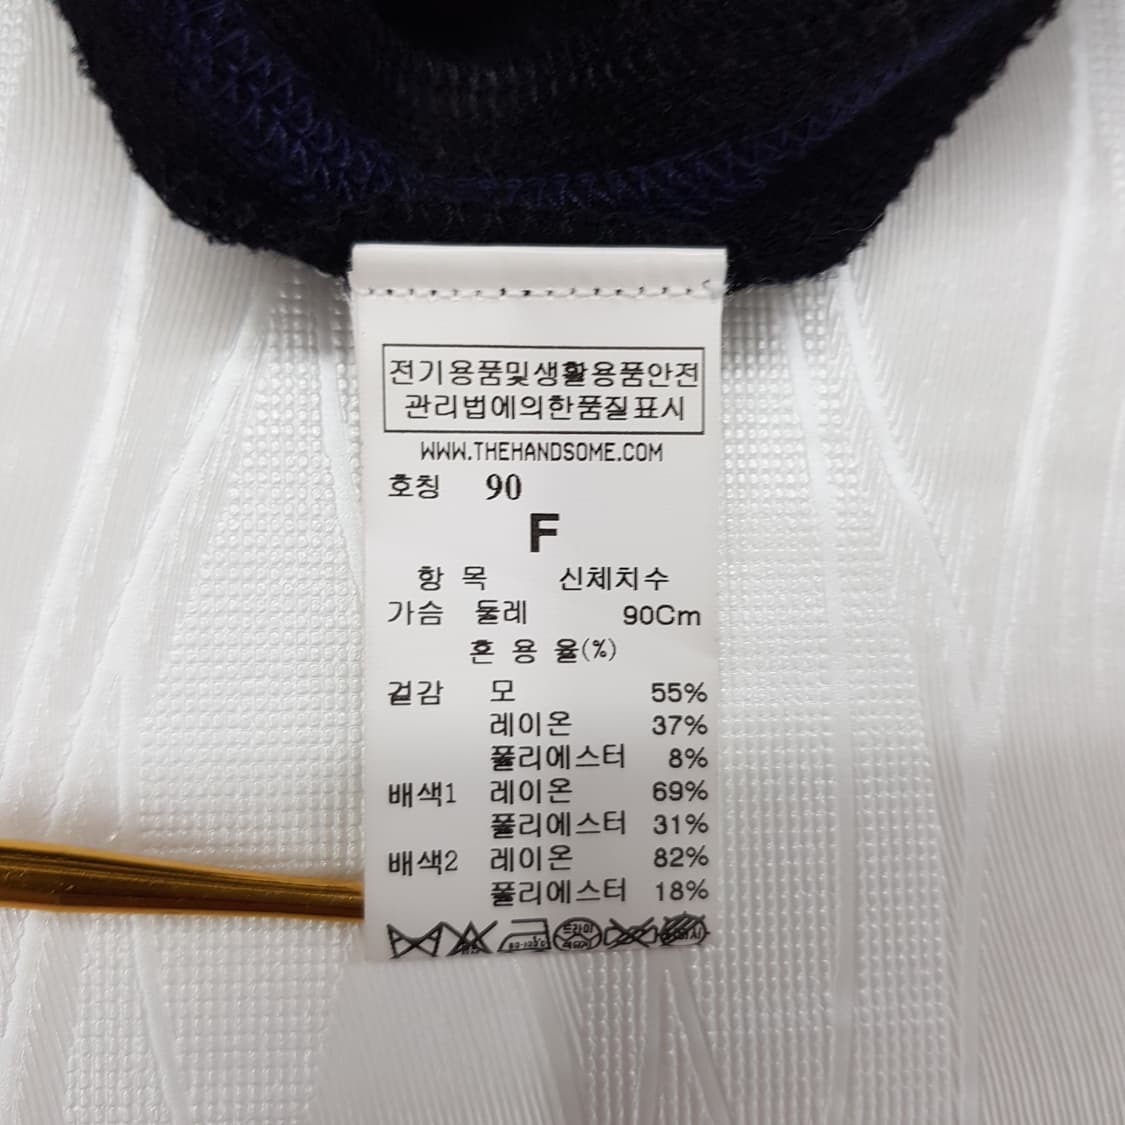 전기용품및생활용품안전
관리법에의한품질표시
WWW.THEHANDSOME.COM
호칭 90
F
항 목 신체치수
가슴 둘레 90Cm
혼 용 율(%)
겉감 모 55%
레이온 37%
폴리에스터 8%
배색1 레이온 69%
폴리에스터 31%
배색2 레이온 82%
폴리에스터 18%
드라이